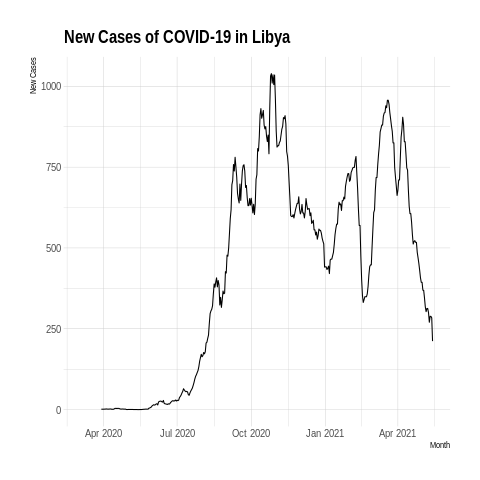 New Cases of COVID-19 in Libya
New Cases
1000
750
500
250
0
Apr 2020 Jul 2020 Oct 2020 Jan 2021 Apr 2021
Month